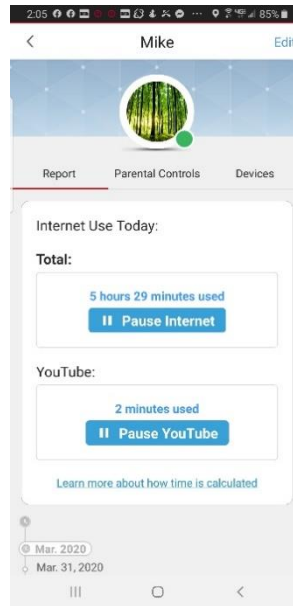 2:05 85%
Mike
Edit
Report Parental Controls Devices
Internet Use Today:
Total:
5 hours 29 minutes used
Pause Internet
YouTube:
2 minutes used
Pause YouTube
Learn more about how time is calculated
Mar. 2020
Mar. 31, 2020